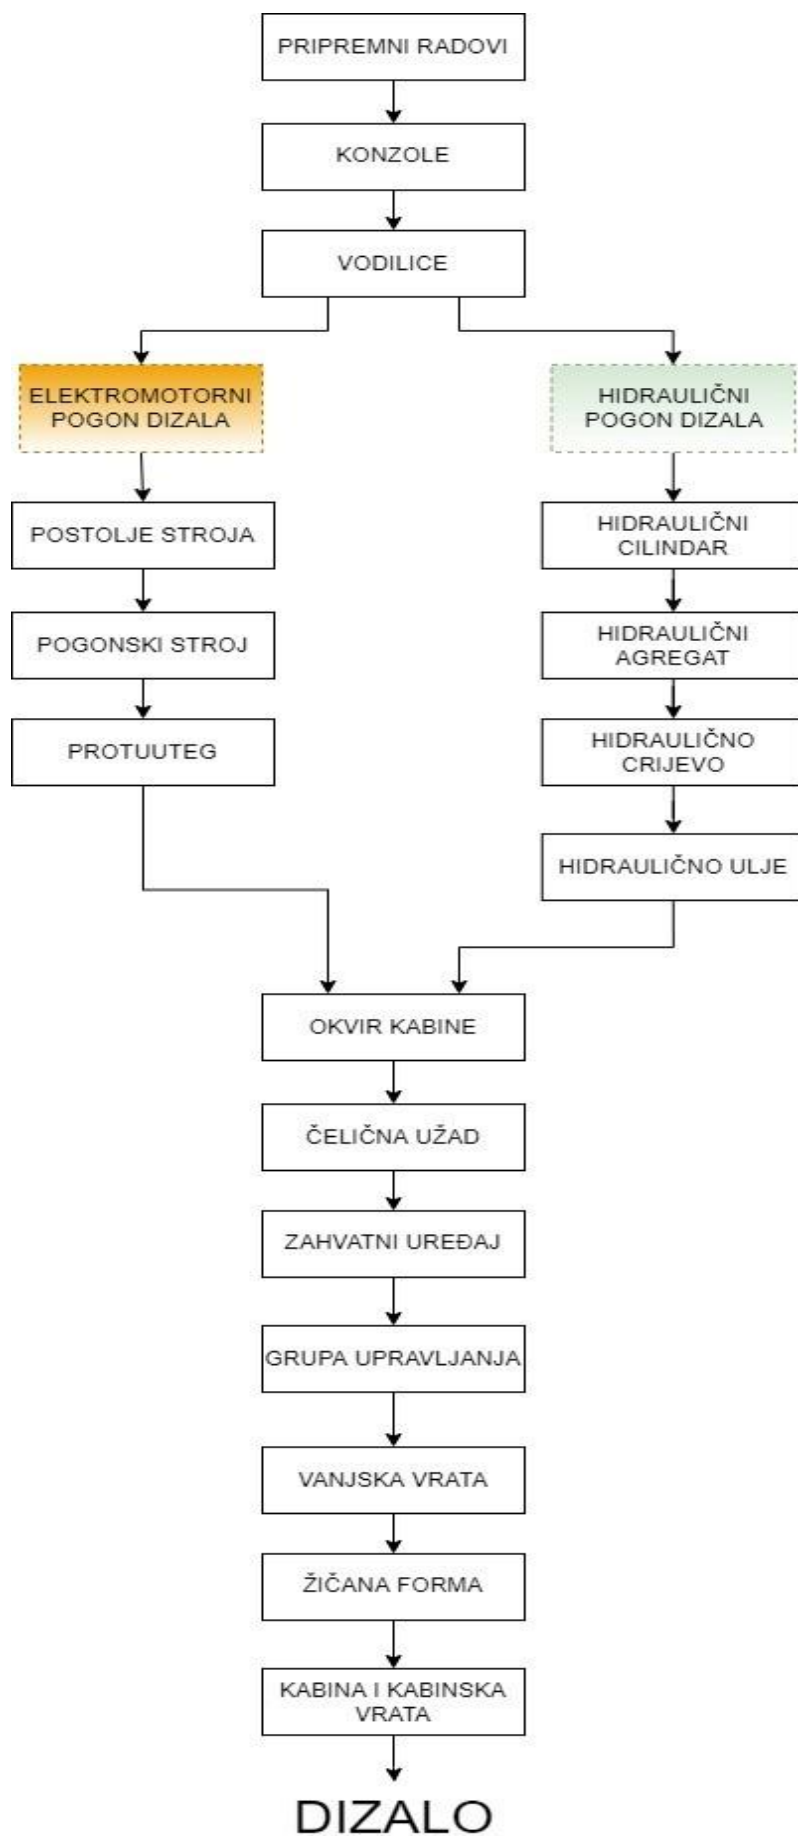 PRIPREMNI RADOVI
KONZOLE
VODILICE
ELEKTROMOTORNI
POGON DIZALA
POSTOLJE STROJA
POGONSKI STROJ
PROTUUTEG
HIDRAULIČNI
POGON DIZALA
HIDRAULIČNI
CILINDAR
HIDRAULIČNI
AGREGAT
HIDRAULIČNO
CRIJEVO
HIDRAULIČNO ULJE
OKVIR KABINE
ČELIČNA UŽAD
ZAHVATNI UREĐAJ
GRUPA UPRAVLJANJA
VANJSKA VRATA
ŽIČANA FORMA
KABINA I KABINSKA
VRATA
DIZALO